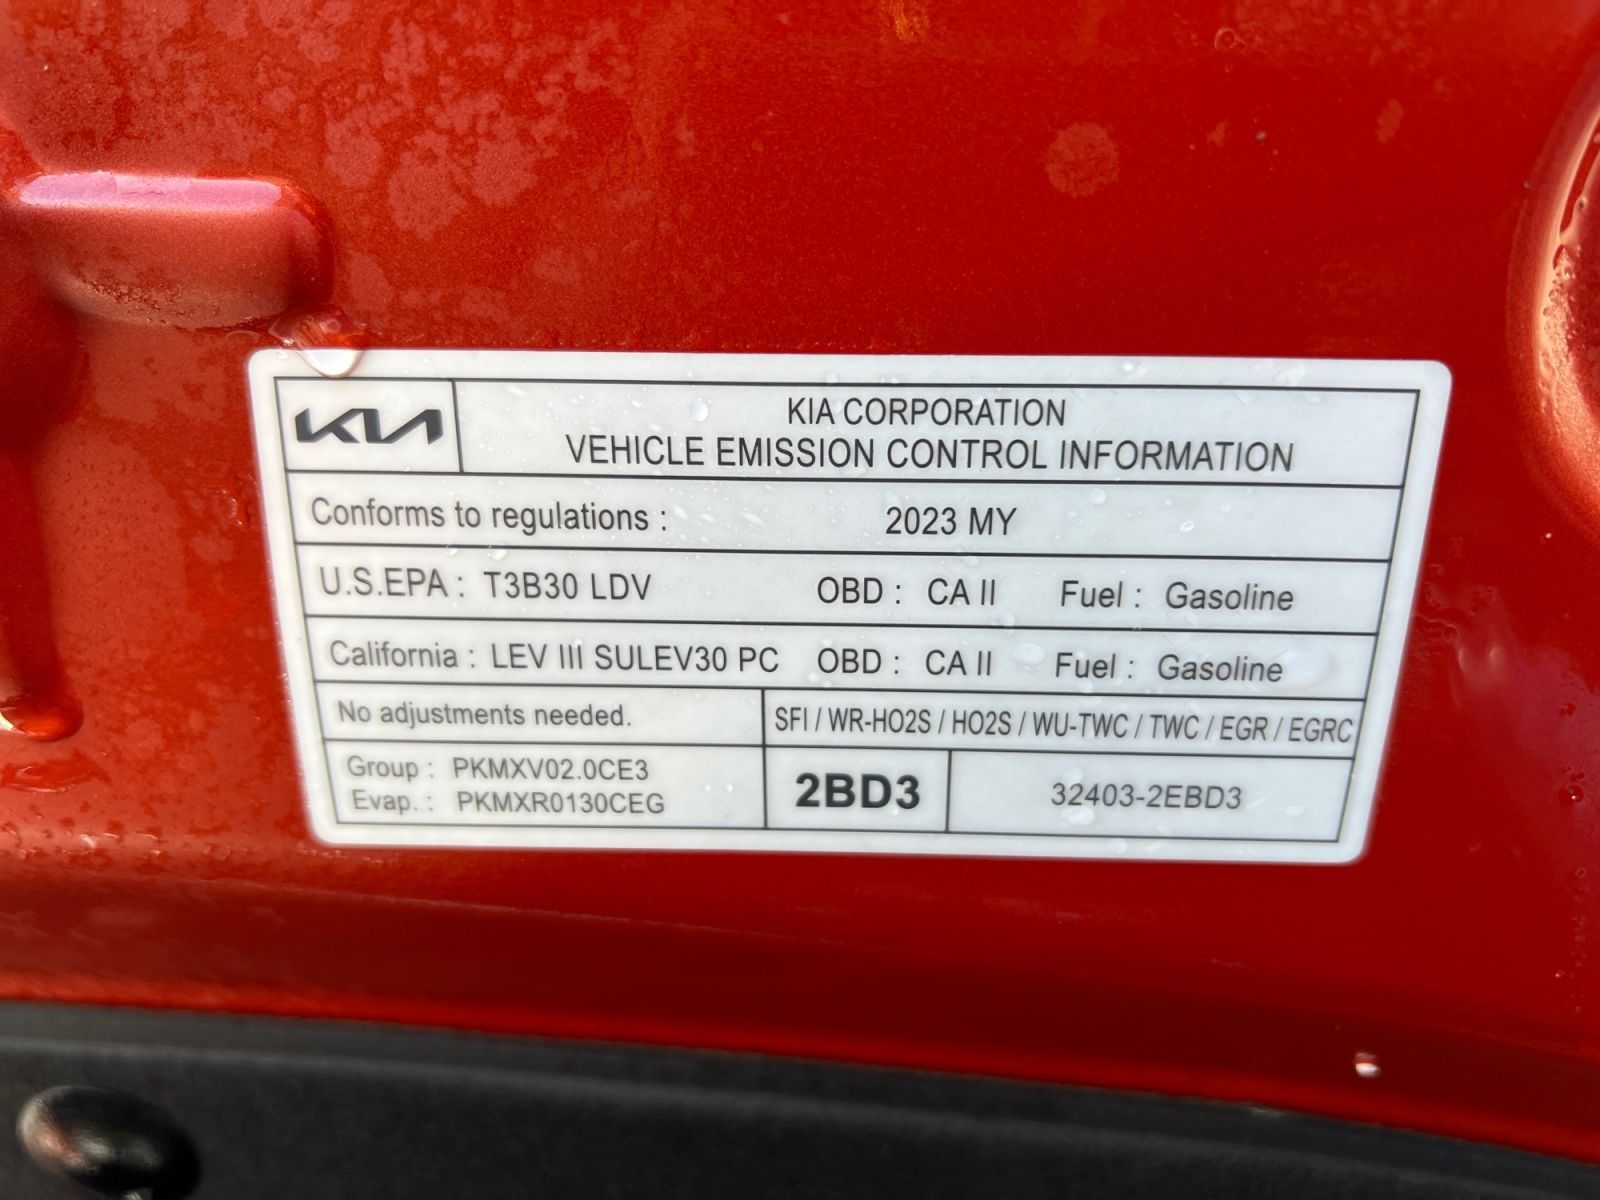 KIA
KIA CORPORATION
VEHICLE EMISSION CONTROL INFORMATION
Conforms to regulations : 2023 MY
U.S.EPA : T3B30 LDV OBD : CA II Fuel : Gasoline
California : LEV III SULEV30 PC OBD : CA II Fuel : Gasoline
No adjustments needed. SFI / WR-HO2S / HO2S / WU-TWC / TWC / EGR / EGRC
Group : PKMXV02.0CE3
Evap. : PKMXR0130CEG
2BD3
32403-2EBD3